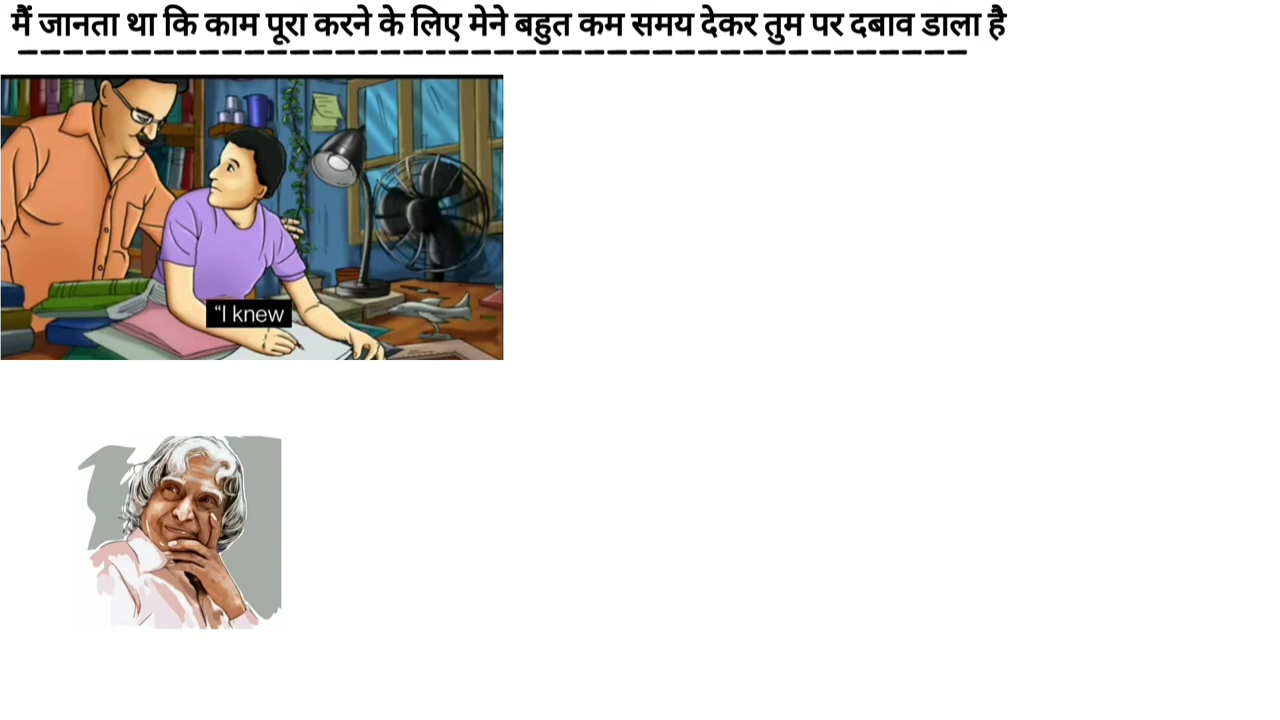 मैं जानता था कि काम पूरा करने के लिए मेने बहुत कम समय देकर तुम पर दबाव डाला है
“I knew